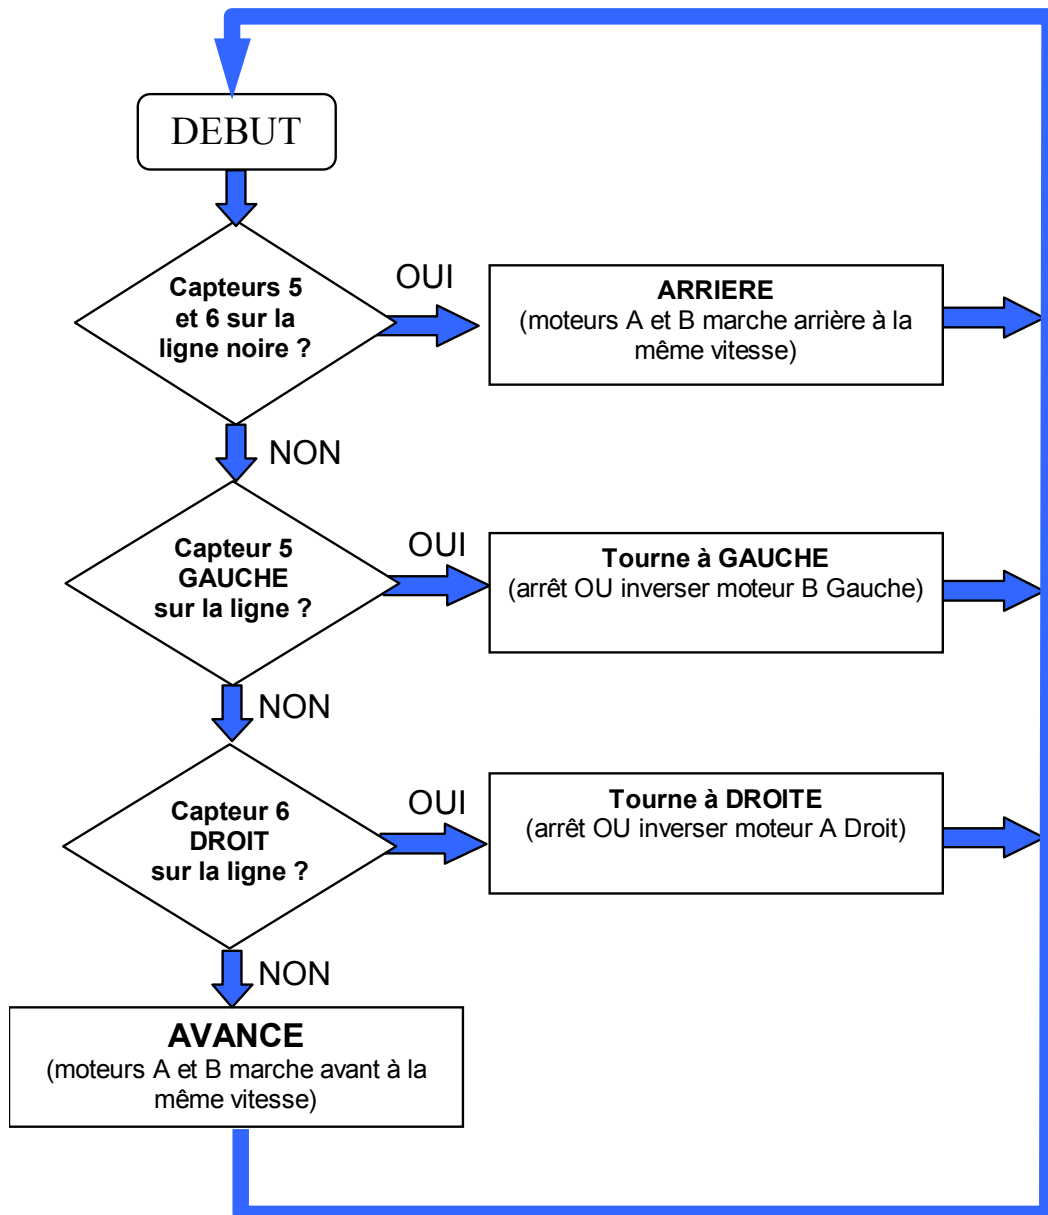 DEBUT
Capteurs 5
et 6 sur la
ligne noire ?
OUI
ARRIERE
(moteurs A et B marche arrière à la
même vitesse)
NON
Capteur 5
GAUCHE
sur la ligne ?
OUI
Tourne à GAUCHE
(arrêt OU inverser moteur B Gauche)
NON
Capteur 6
DROIT
sur la ligne ?
OUI
Tourne à DROITE
(arrêt OU inverser moteur A Droit)
NON
AVANCE
(moteurs A et B marche avant à la
même vitesse)